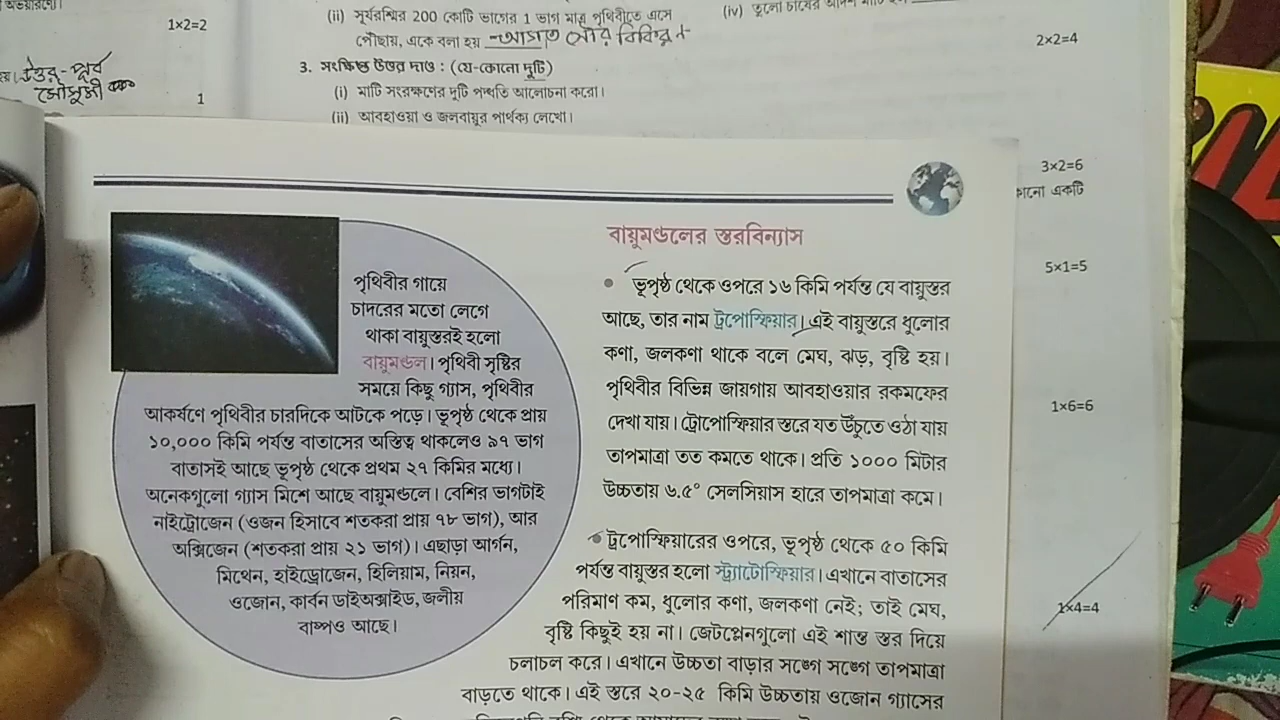 1×2=2
উত্তর-পূর্ব
মৌসুমী
1
(ii) সূর্যরশ্মির 200 কোটি ভাগের 1 ভাগ মাত্র পৃথিবীতে এসে
পৌঁছায়, একে বলা হয় আগত সৌর বিকিরণ
3. সংক্ষিপ্ত উত্তর দাও : (যে-কোনো দুটি)
(i) মাটি সংরক্ষণের দুটি পদ্ধতি আলোচনা করো।
(ii) আবহাওয়া ও জলবায়ুর পার্থক্য লেখো।
(iv) তুলো চাষের
2×2=4
3×2=6
একটি
5×1=5
1×6=6
1×4=4
পৃথিবীর গায়ে
চাদরের মতো লেগে
থাকা বায়ুস্তরই হলো
বায়ুমণ্ডল। পৃথিবী সৃষ্টির
সময়ে কিছু গ্যাস, পৃথিবীর
আকর্ষণে পৃথিবীর চারদিকে আটকে পড়ে। ভূপৃষ্ঠ থেকে প্রায়
১০,০০০ কিমি পর্যন্ত বাতাসের অস্তিত্ব থাকলেও ৯৭ ভাগ
বাতাসই আছে ভূপৃষ্ঠ থেকে প্রথম ২৭ কিমির মধ্যে।
অনেকগুলো গ্যাস মিশে আছে বায়ুমণ্ডলে। বেশির ভাগটাই
নাইট্রোজেন (ওজন হিসাবে শতকরা প্রায় ৭৮ ভাগ), আর
অক্সিজেন (শতকরা প্রায় ২১ ভাগ)। এছাড়া আর্গন,
মিথেন, হাইড্রোজেন, হিলিয়াম, নিয়ন,
ওজোন, কার্বন ডাইঅক্সাইড, জলীয়
বাষ্পও আছে।
বায়ুমণ্ডলের স্তরবিন্যাস
• ভূপৃষ্ঠ থেকে ওপরে ১৬ কিমি পর্যন্ত যে বায়ুস্তর
আছে, তার নাম ট্রপোস্ফিয়ার। এই বায়ুস্তরে ধুলোর
কণা, জলকণা থাকে বলে মেঘ, ঝড়, বৃষ্টি হয়।
পৃথিবীর বিভিন্ন জায়গায় আবহাওয়ার রকমফের
দেখা যায়। ট্রোপোস্ফিয়ার স্তরে যত উঁচুতে ওঠা যায়
তাপমাত্রা তত কমতে থাকে। প্রতি ১০০০ মিটার
উচ্চতায় ৬.৫° সেলসিয়াস হারে তাপমাত্রা কমে।
• ট্রপোস্ফিয়ারের ওপরে, ভূপৃষ্ঠ থেকে ৫০ কিমি
পর্যন্ত বায়ুস্তর হলো স্ট্র্যাটোস্ফিয়ার। এখানে বাতাসের
পরিমাণ কম, ধুলোর কণা, জলকণা নেই; তাই মেঘ,
বৃষ্টি কিছুই হয় না। জেটপ্লেনগুলো এই শান্ত স্তর দিয়ে
চলাচল করে। এখানে উচ্চতা বাড়ার সঙ্গে সঙ্গে তাপমাত্রা
বাড়তে থাকে। এই স্তরে ২০-২৫ কিমি উচ্চতায় ওজোন গ্যাসের